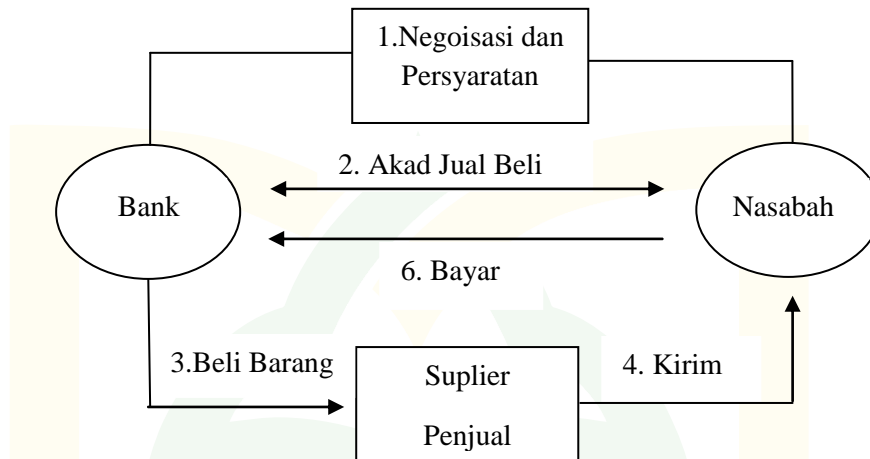 1.Negoisasi dan
Persyaratan
2. Akad Jual Beli
Bank
Nasabah
6. Bayar
3.Beli Barang
Suplier
Penjual
4. Kirim